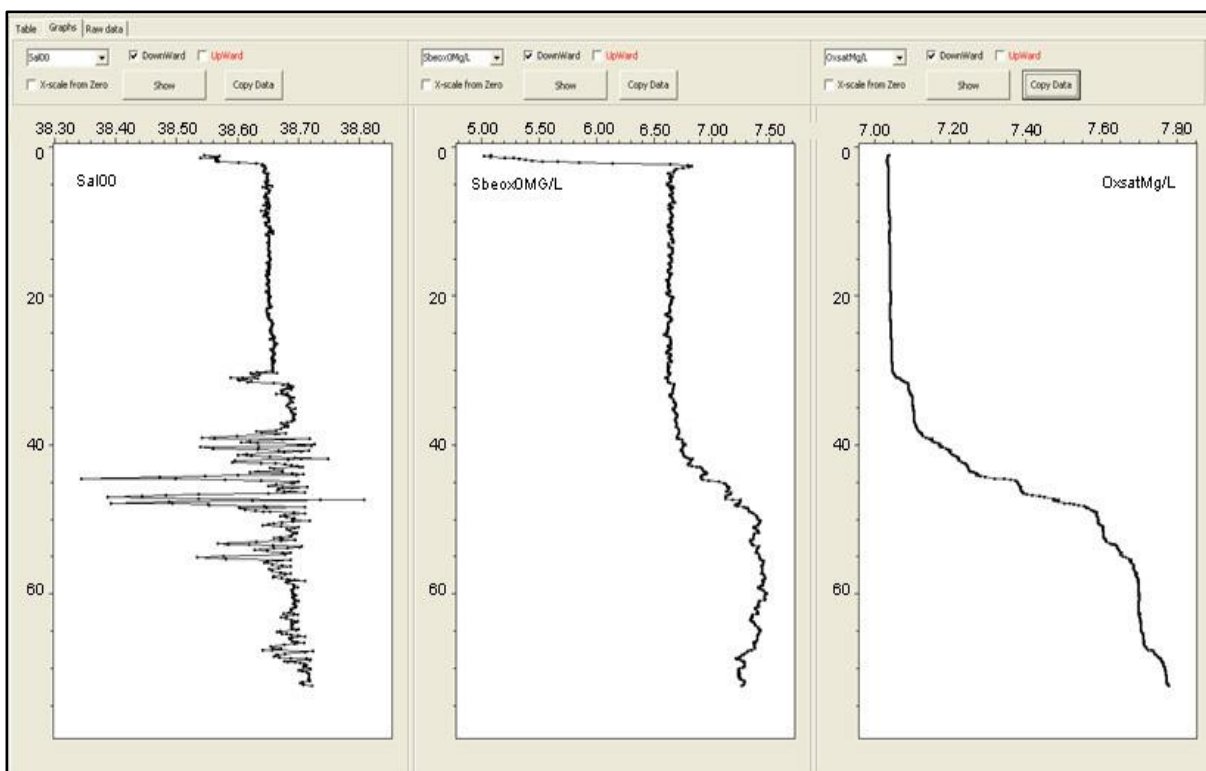 Table Graphs Raw data
Sal00 DownWard UpWard
X-scale from Zero Show Copy Data
Sbeox0Mg/L DownWard UpWard
X-scale from Zero Show Copy Data
OxsatMg/L DownWard UpWard
X-scale from Zero Show Copy Data
38.30 38.40 38.50 38.60 38.70 38.80
0
20
40
60
Sal00
5.00 5.50 6.00 6.50 7.00 7.50
0
20
40
60
Sbeox0MG/L
7.00 7.20 7.40 7.60 7.80
0
20
40
60
OxsatMg/L